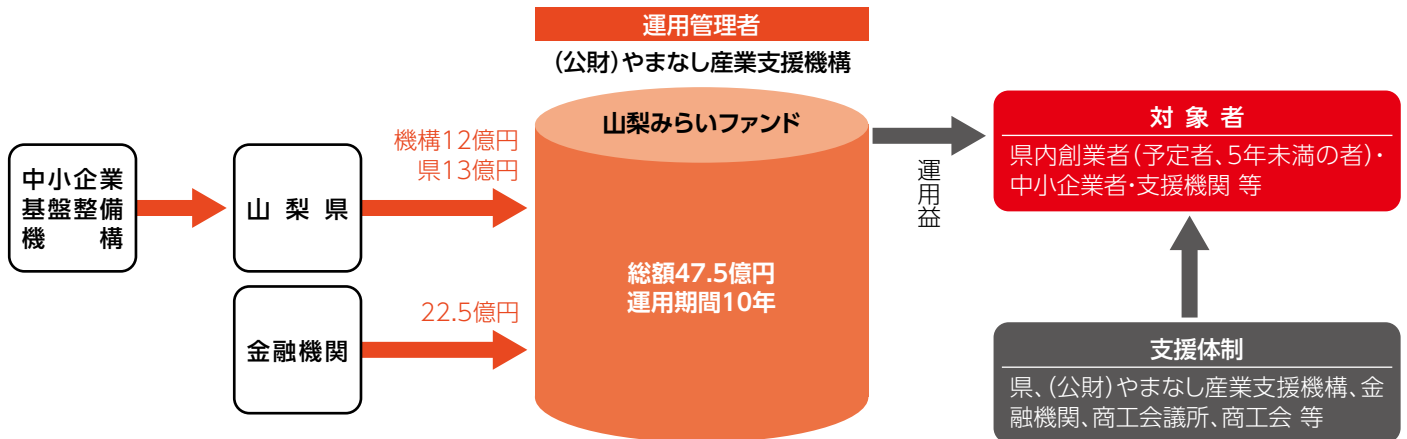 運用管理者
(公財)やまなし産業支援機構
山梨みらいファンド
機構12億円
県13億円
中小企業
基盤整備
機構
山梨県
22.5億円
金融機関
総額47.5億円
運用期間10年
運用益
対象者
県内創業者(予定者、5年未満の者)・
中小企業者・支援機関 等
支援体制
県、(公財)やまなし産業支援機構、金
融機関、商工会議所、商工会 等